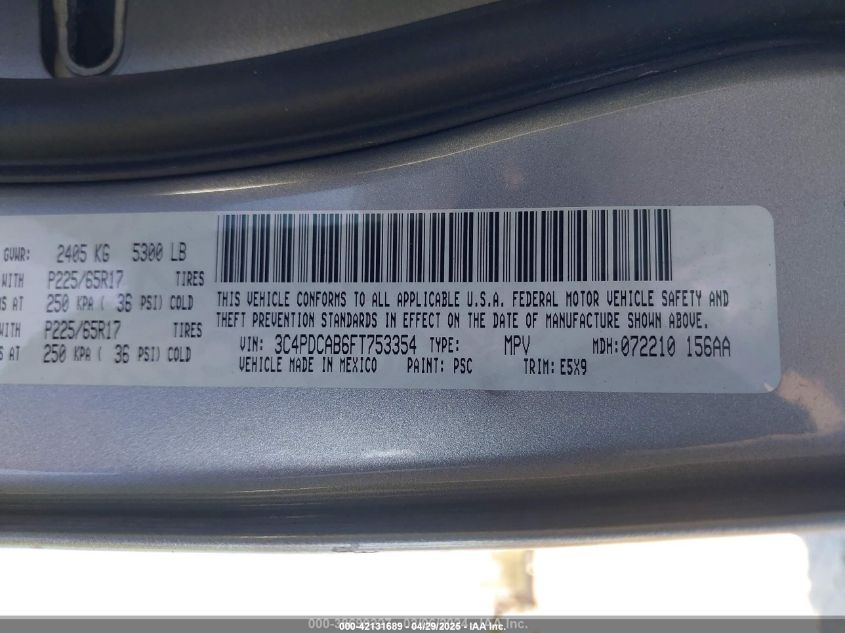 GVWR: 2405 KG 5300 LB
WITH P225/65R17 TIRES
AT 250 KPA ( 36 PSI) COLD
WITH P225/65R17 TIRES
AT 250 KPA ( 36 PSI) COLD
THIS VEHICLE CONFORMS TO ALL APPLICABLE U.S.A. FEDERAL MOTOR VEHICLE SAFETY AND
THEFT PREVENTION STANDARDS IN EFFECT ON THE DATE OF MANUFACTURE SHOWN ABOVE.
VIN: 3C4PDCAB6FT753354 TYPE: MPV MDH:072210 156AA
VEHICLE MADE IN MEXICO PAINT: PSC TRIM: E5X9
42131689 - 04/29/2025 - IAA Inc.